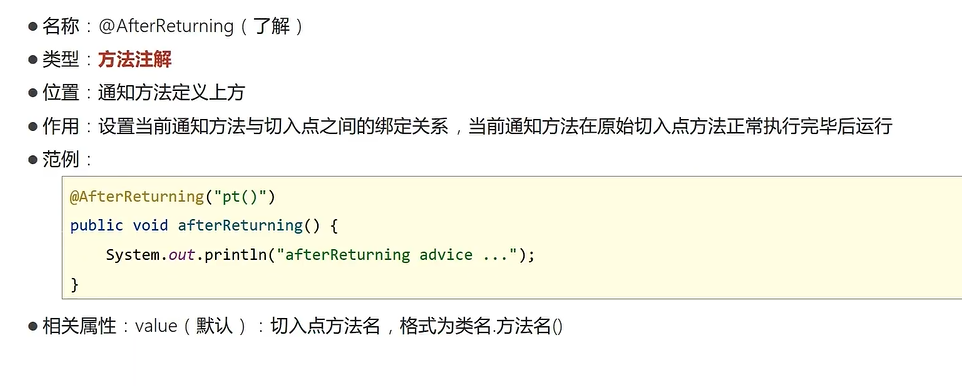 ● 名称：@AfterReturning（了解）
● 类型：方法注解
● 位置：通知方法定义上方
● 作用：设置当前通知方法与切入点之间的绑定关系，当前通知方法在原始切入点方法正常执行完毕后运行
● 范例：
@AfterReturning("pt()")
public void afterReturning() {
    System.out.println("afterReturning advice ...");
}
● 相关属性：value（默认）：切入点方法名，格式为类名.方法名()